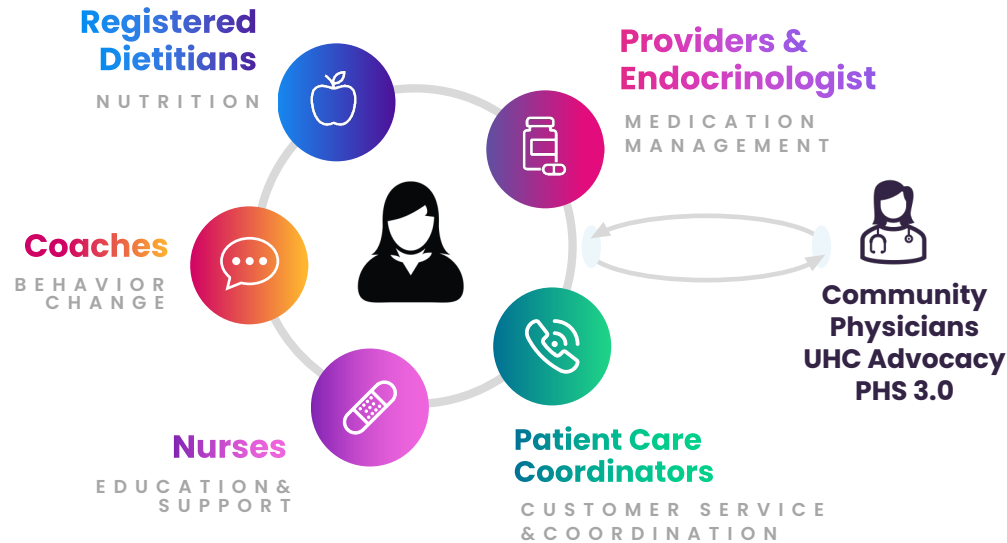 Registered
Dietitians
NUTRITION
Providers &
Endocrinologist
MEDICATION
MANAGEMENT
Coaches
BEHAVIOR
CHANGE
Community
Physicians
UHC Advocacy
PHS 3.0
Nurses
EDUCATION&
SUPPORT
Patient Care
Coordinators
CUSTOMER SERVICE
&COORDINATION